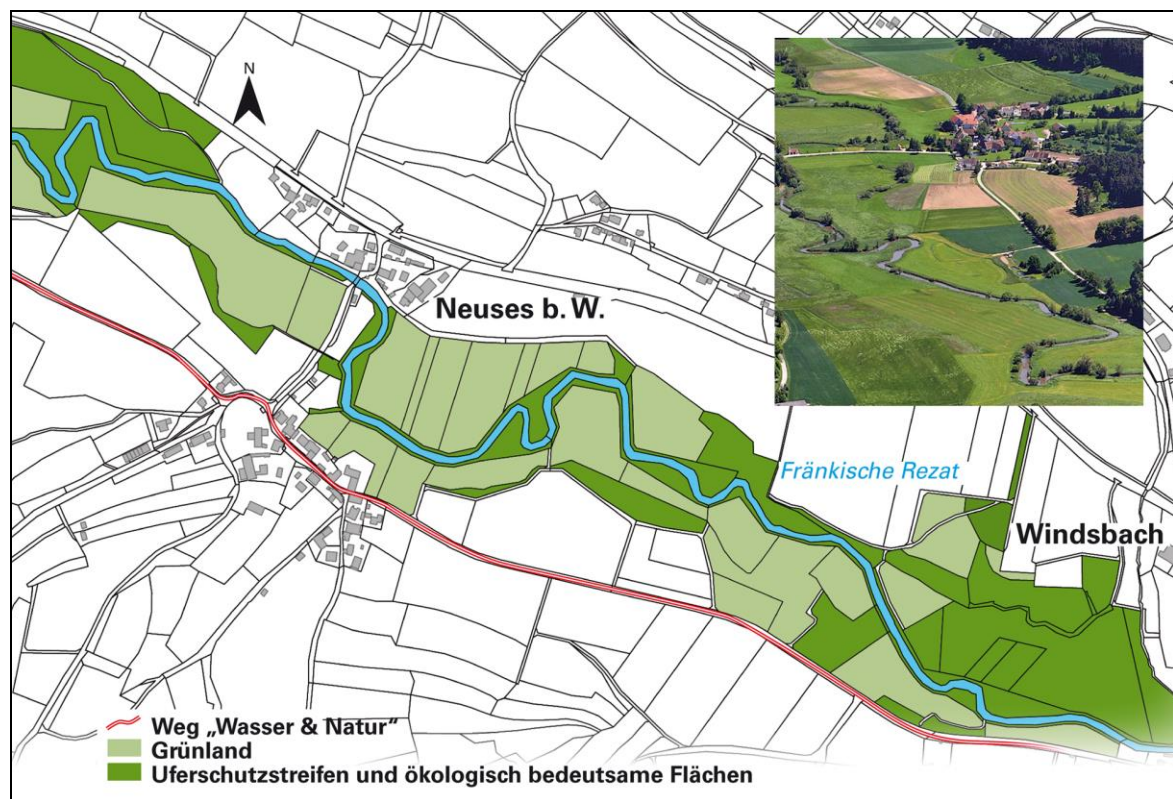 N
Neuses b. W.
Fränkische Rezat
Windsbach
Weg „Wasser & Natur“
Grünland
Uferschutzstreifen und ökologisch bedeutsame Flächen